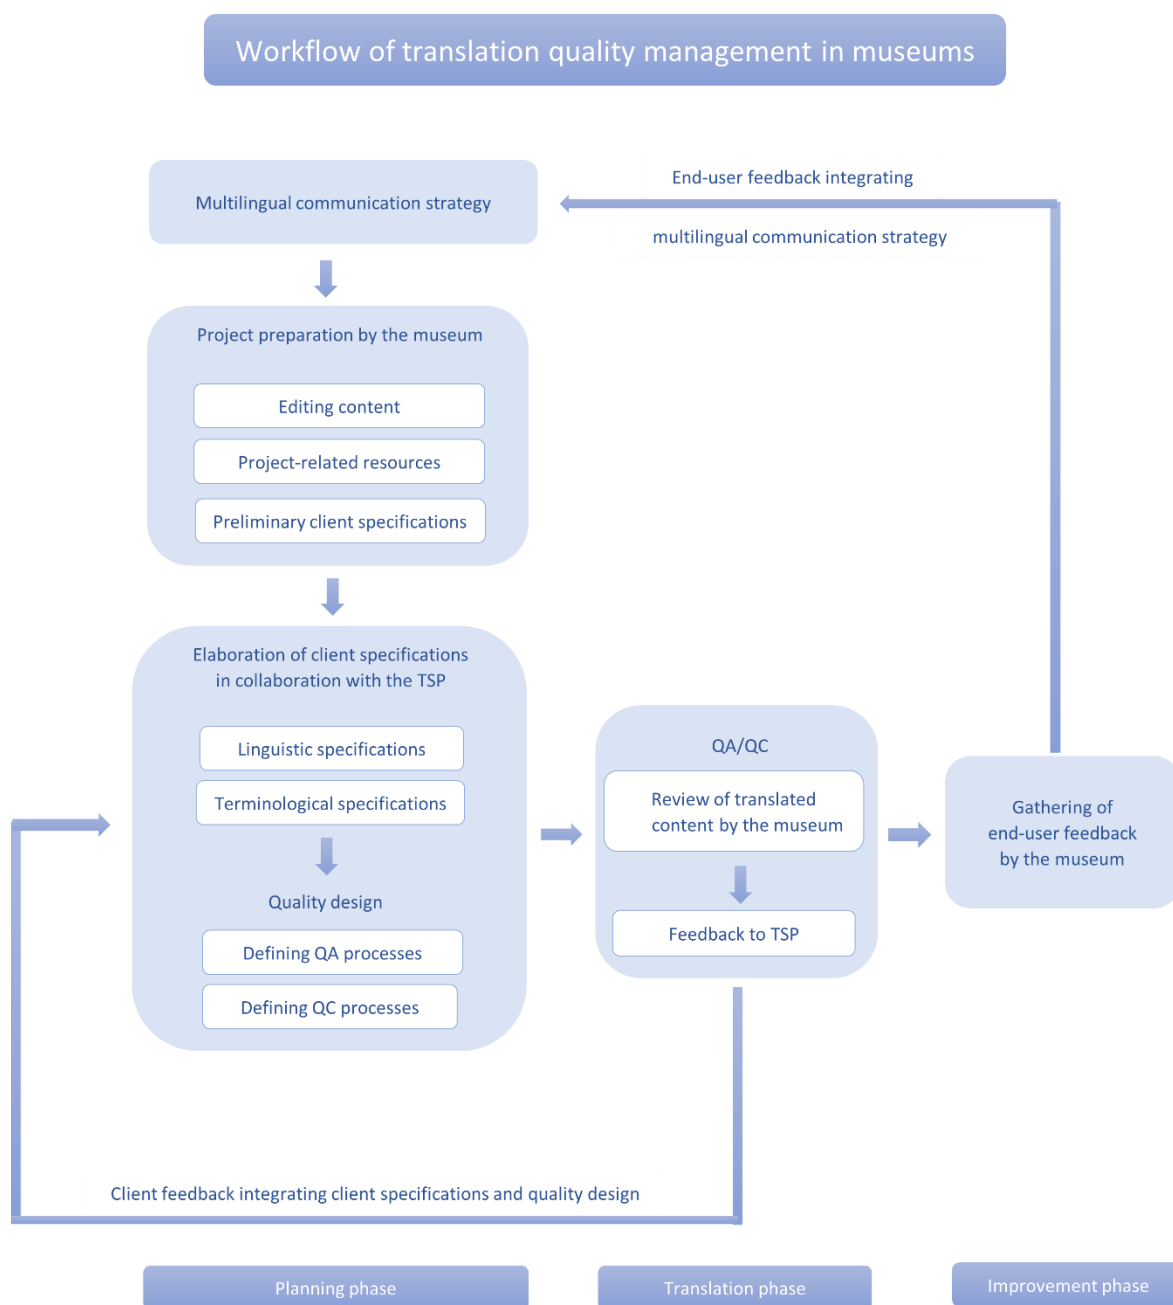 Workflow of translation quality management in museums
Multilingual communication strategy
End-user feedback integrating
multilingual communication strategy
Project preparation by the museum
Editing content
Project-related resources
Preliminary client specifications
Elaboration of client specifications
in collaboration with the TSP
Linguistic specifications
Terminological specifications
Quality design
Defining QA processes
Defining QC processes
QA/QC
Review of translated
content by the museum
Feedback to TSP
Gathering of
end-user feedback
by the museum
Client feedback integrating client specifications and quality design
Planning phase
Translation phase
Improvement phase